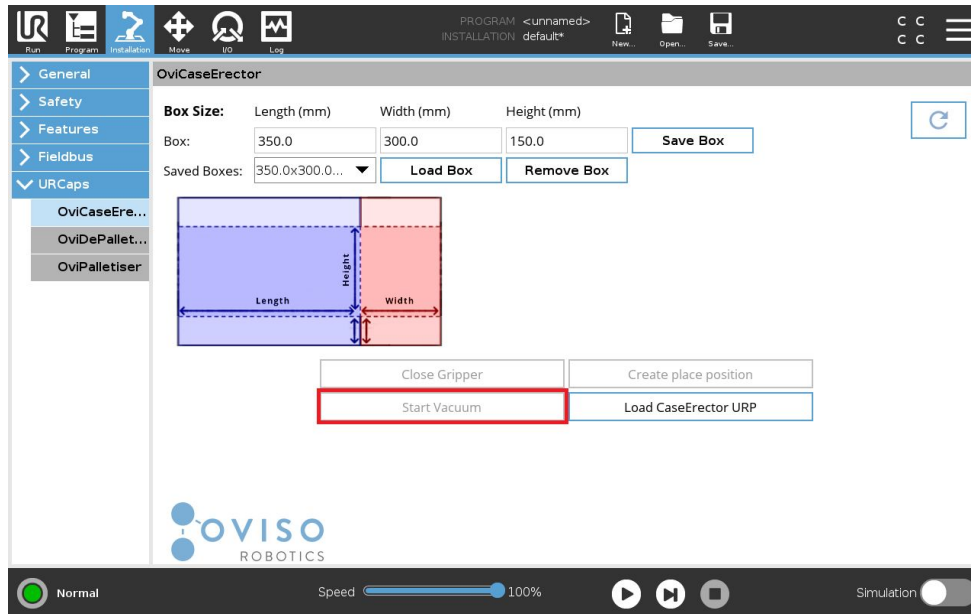 PROGRAM <unnamed>
INSTALLATION default*
Run Program Installation Move I/O Log New... Open... Save...
C C
C C
General
Safety
Features
Fieldbus
URCaps
OviCaseEre...
OviDePallet...
OviPalletiser
OviCaseErector
Box Size: Length (mm) Width (mm) Height (mm)
Box: 350.0 300.0 150.0 Save Box
Saved Boxes: 350.0x300.0... Load Box Remove Box
Height
Length Width
Close Gripper Create place position
Start Vacuum Load CaseErector URP
OVISO
ROBOTICS
Normal Speed 100% Simulation